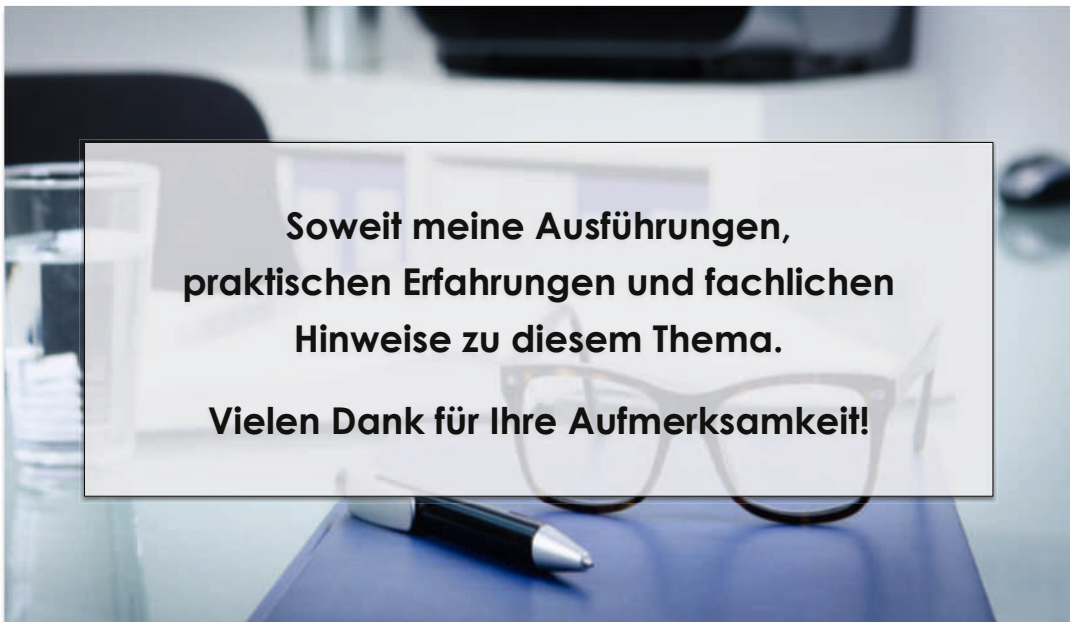 Soweit meine Ausführungen,
praktischen Erfahrungen und fachlichen
Hinweise zu diesem Thema.
Vielen Dank für Ihre Aufmerksamkeit!